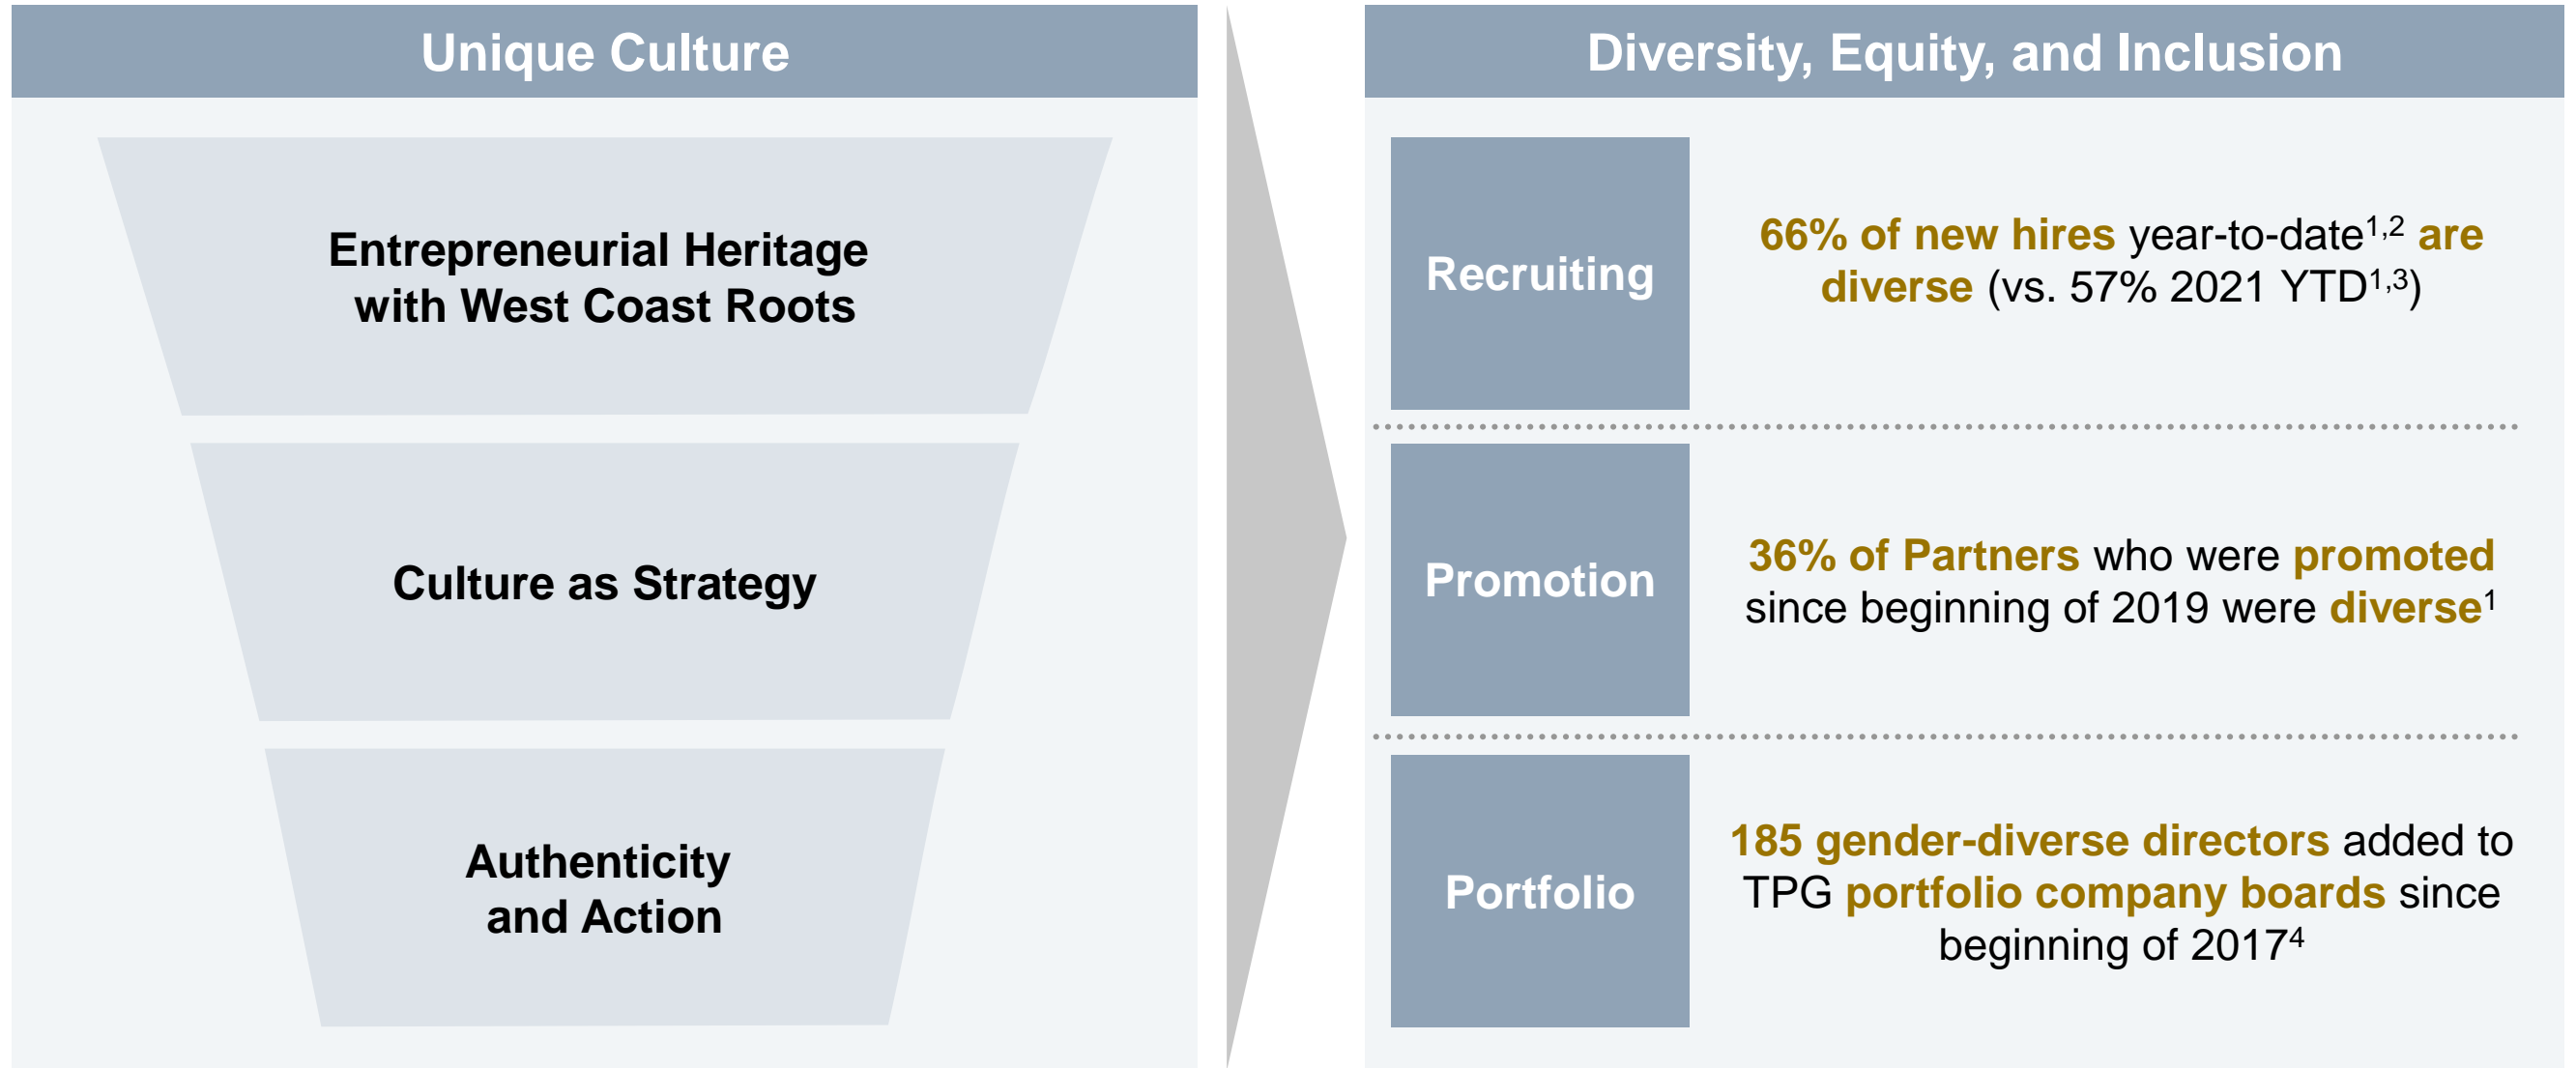 Unique Culture
Entrepreneurial Heritage
with West Coast Roots
Culture as Strategy
Authenticity
and Action
Diversity, Equity, and Inclusion
Recruiting
66% of new hires year-to-date1,2 are
diverse (vs. 57% 2021 YTD1,3)
Promotion
36% of Partners who were promoted
since beginning of 2019 were diverse1
Portfolio
185 gender-diverse directors added to
TPG portfolio company boards since
beginning of 20174